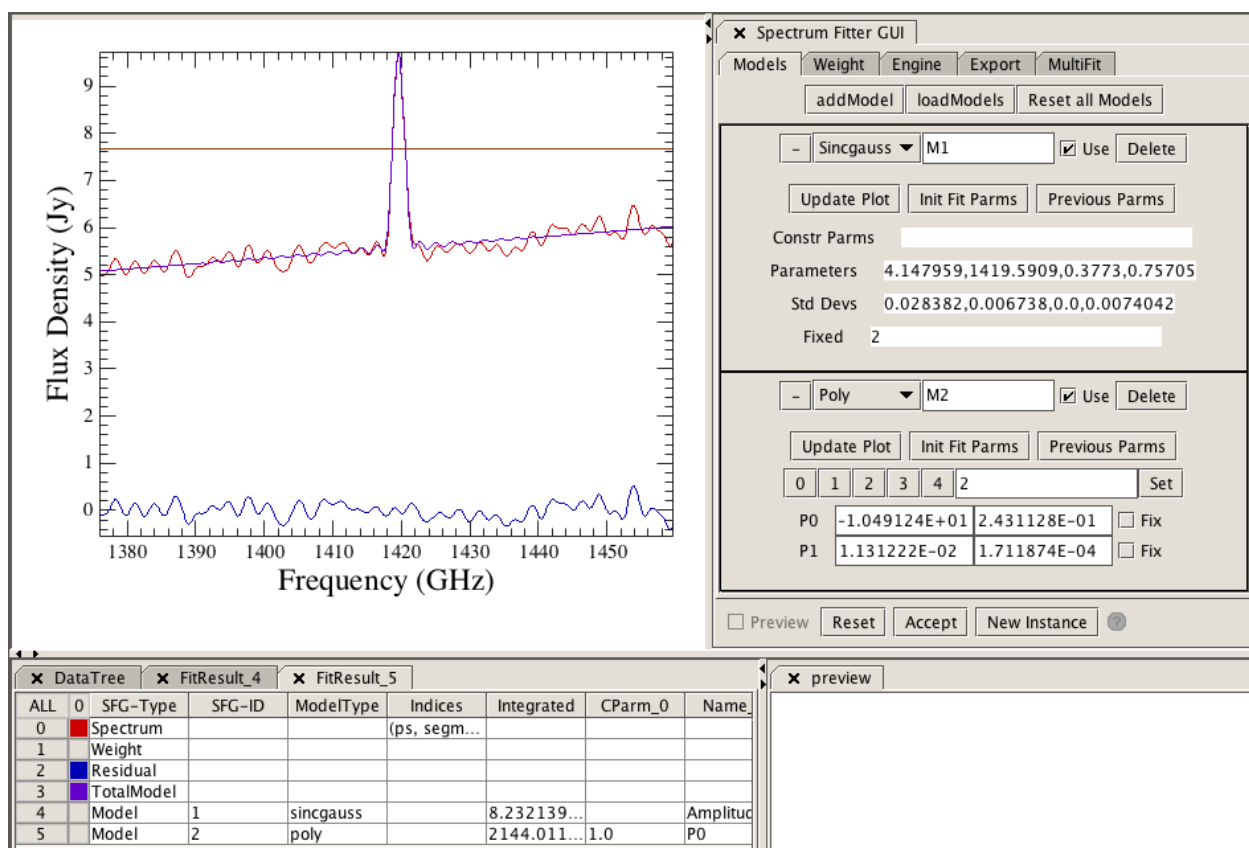 Spectrum Fitter GUI
Models Weight Engine Export MultiFit
addModel loadModels Reset all Models
– Sincgauss M1 Use Delete
Update Plot Init Fit Parms Previous Parms
Constr Parms
Parameters 4.147959,1419.5909,0.3773,0.75705
Std Devs 0.028382,0.006738,0.0,0.0074042
Fixed 2
– Poly M2 Use Delete
Update Plot Init Fit Parms Previous Parms
0 1 2 3 4 2 Set
P0 -1.049124E+01 2.431128E-01 Fix
P1 1.131222E-02 1.711874E-04 Fix
Preview Reset Accept New Instance ?
Flux Density (Jy)
9
8
7
6
5
4
3
2
1
0
1380 1390 1400 1410 1420 1430 1440 1450
Frequency (GHz)
DataTree FitResult_4 FitResult_5
ALL 0 SFG-Type SFG-ID ModelType Indices Integrated CParm_0 Name_
0 Spectrum (ps, segm...
1 Weight
2 Residual
3 TotalModel
4 Model 1 sincgauss 8.232139... Amplitud
5 Model 2 poly 2144.011... 1.0 P0
preview